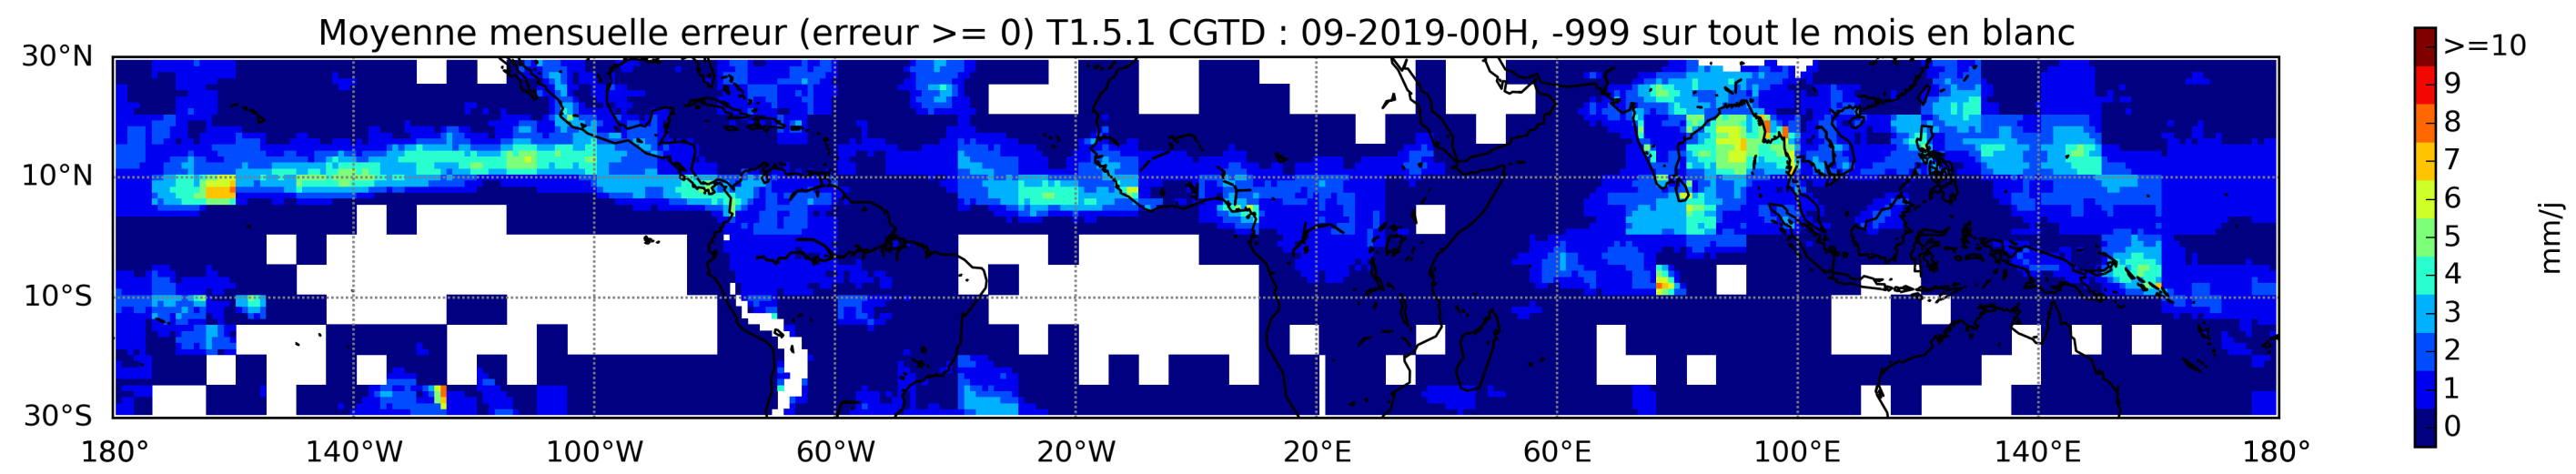 Moyenne mensuelle erreur (erreur >= 0) T1.5.1 CGTD : 09-2019-00H, -999 sur tout le mois en blanc
30°N
10°N
10°S
30°S
180° 140°W 100°W 60°W 20°W 20°E 60°E 100°E 140°E 180°
>=10
9
8
7
6
5
4
3
2
1
0
mm/j